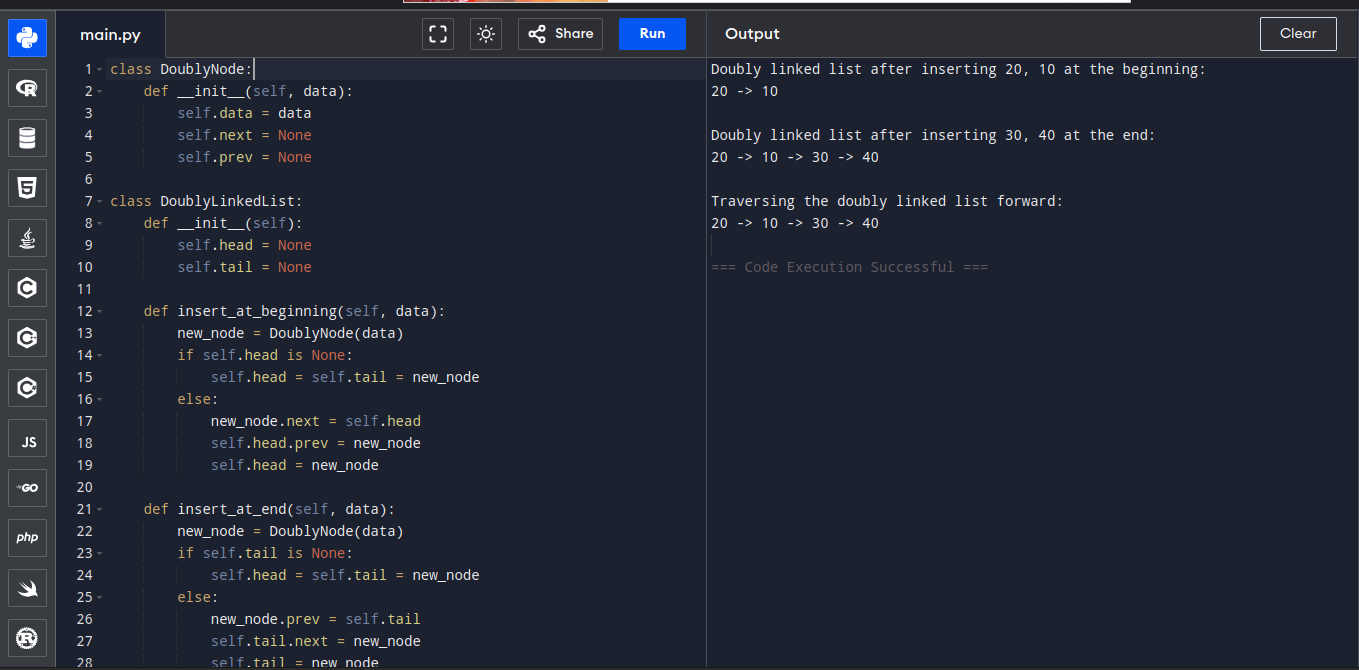 main.py
Share
Run
Output
Clear
1 class DoublyNode:
2     def __init__(self, data):
3         self.data = data
4         self.next = None
5         self.prev = None
6
7 class DoublyLinkedList:
8     def __init__(self):
9         self.head = None
10         self.tail = None
11
12     def insert_at_beginning(self, data):
13         new_node = DoublyNode(data)
14         if self.head is None:
15             self.head = self.tail = new_node
16         else:
17             new_node.next = self.head
18             self.head.prev = new_node
19             self.head = new_node
20
21     def insert_at_end(self, data):
22         new_node = DoublyNode(data)
23         if self.tail is None:
24             self.head = self.tail = new_node
25         else:
26             new_node.prev = self.tail
27             self.tail.next = new_node
28             self.tail = new_node
Doubly linked list after inserting 20, 10 at the beginning:
20 -> 10
Doubly linked list after inserting 30, 40 at the end:
20 -> 10 -> 30 -> 40
Traversing the doubly linked list forward:
20 -> 10 -> 30 -> 40
=== Code Execution Successful ===
R
5
C
C
C
JS
GO
php
R